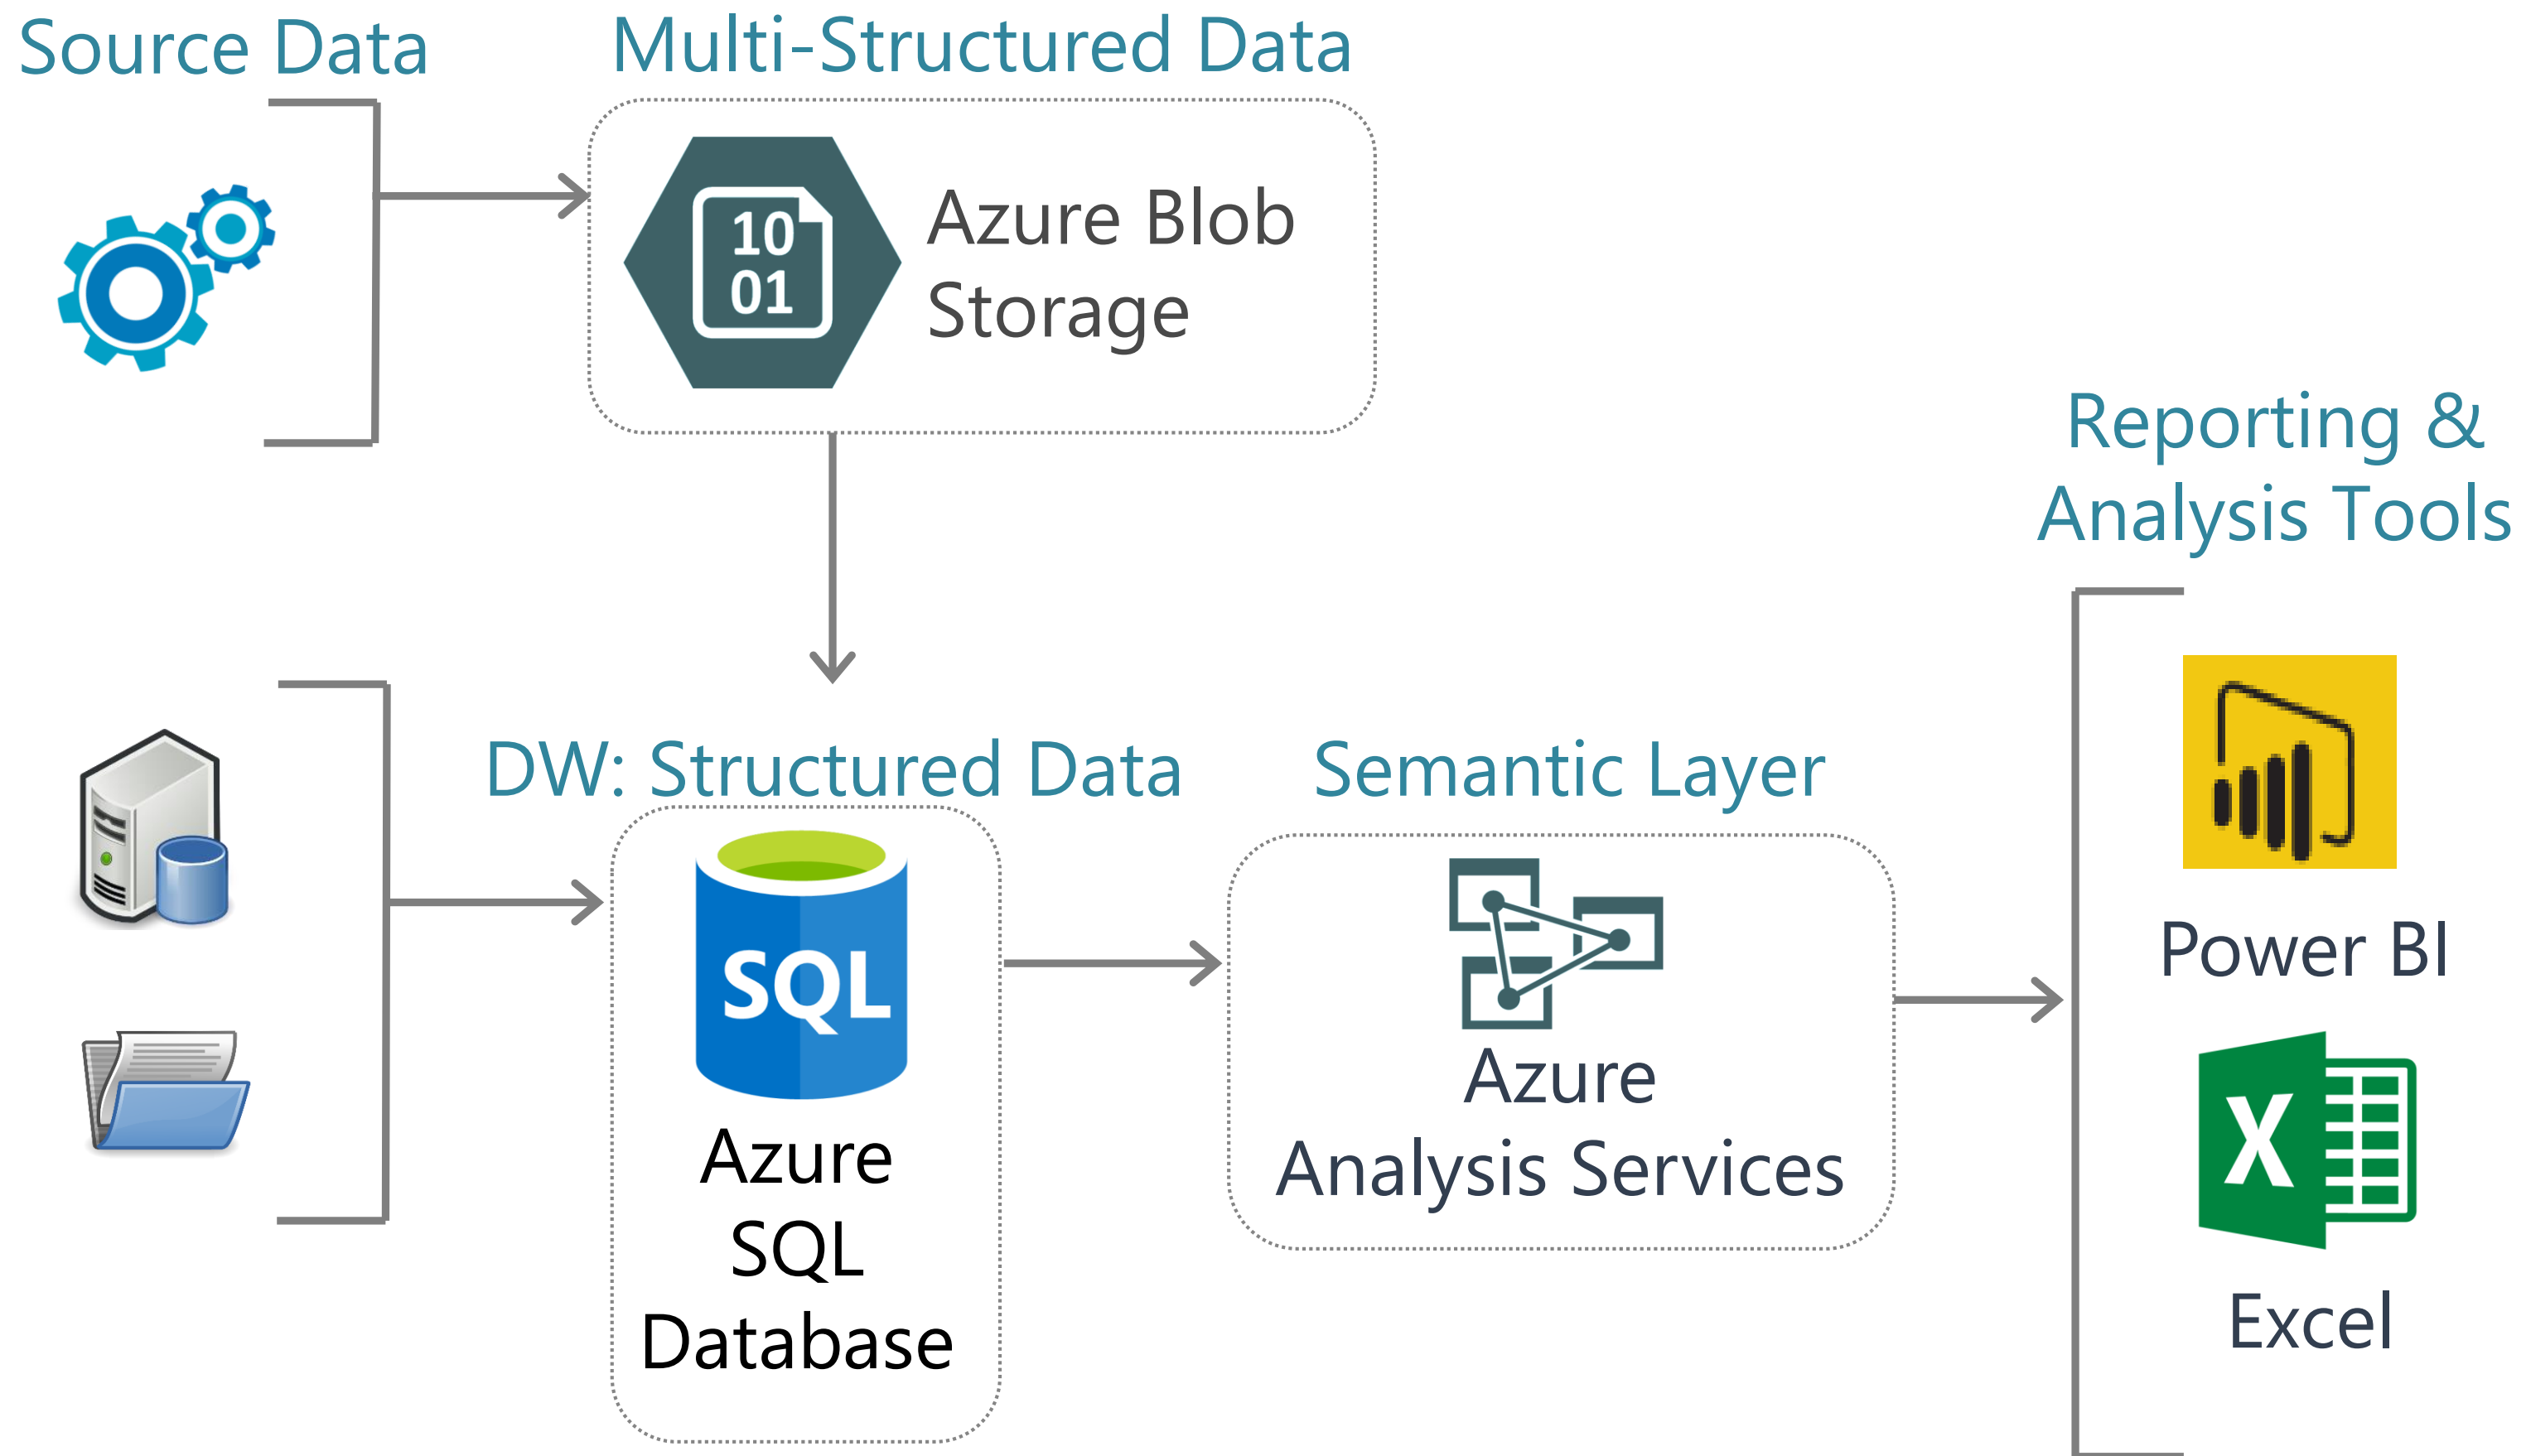 Source Data
Multi-Structured Data
10
01
Azure Blob
Storage
Reporting &
Analysis Tools
DW: Structured Data
Semantic Layer
SQL
Azure
SQL
Database
Azure
Analysis Services
Power BI
X
Excel